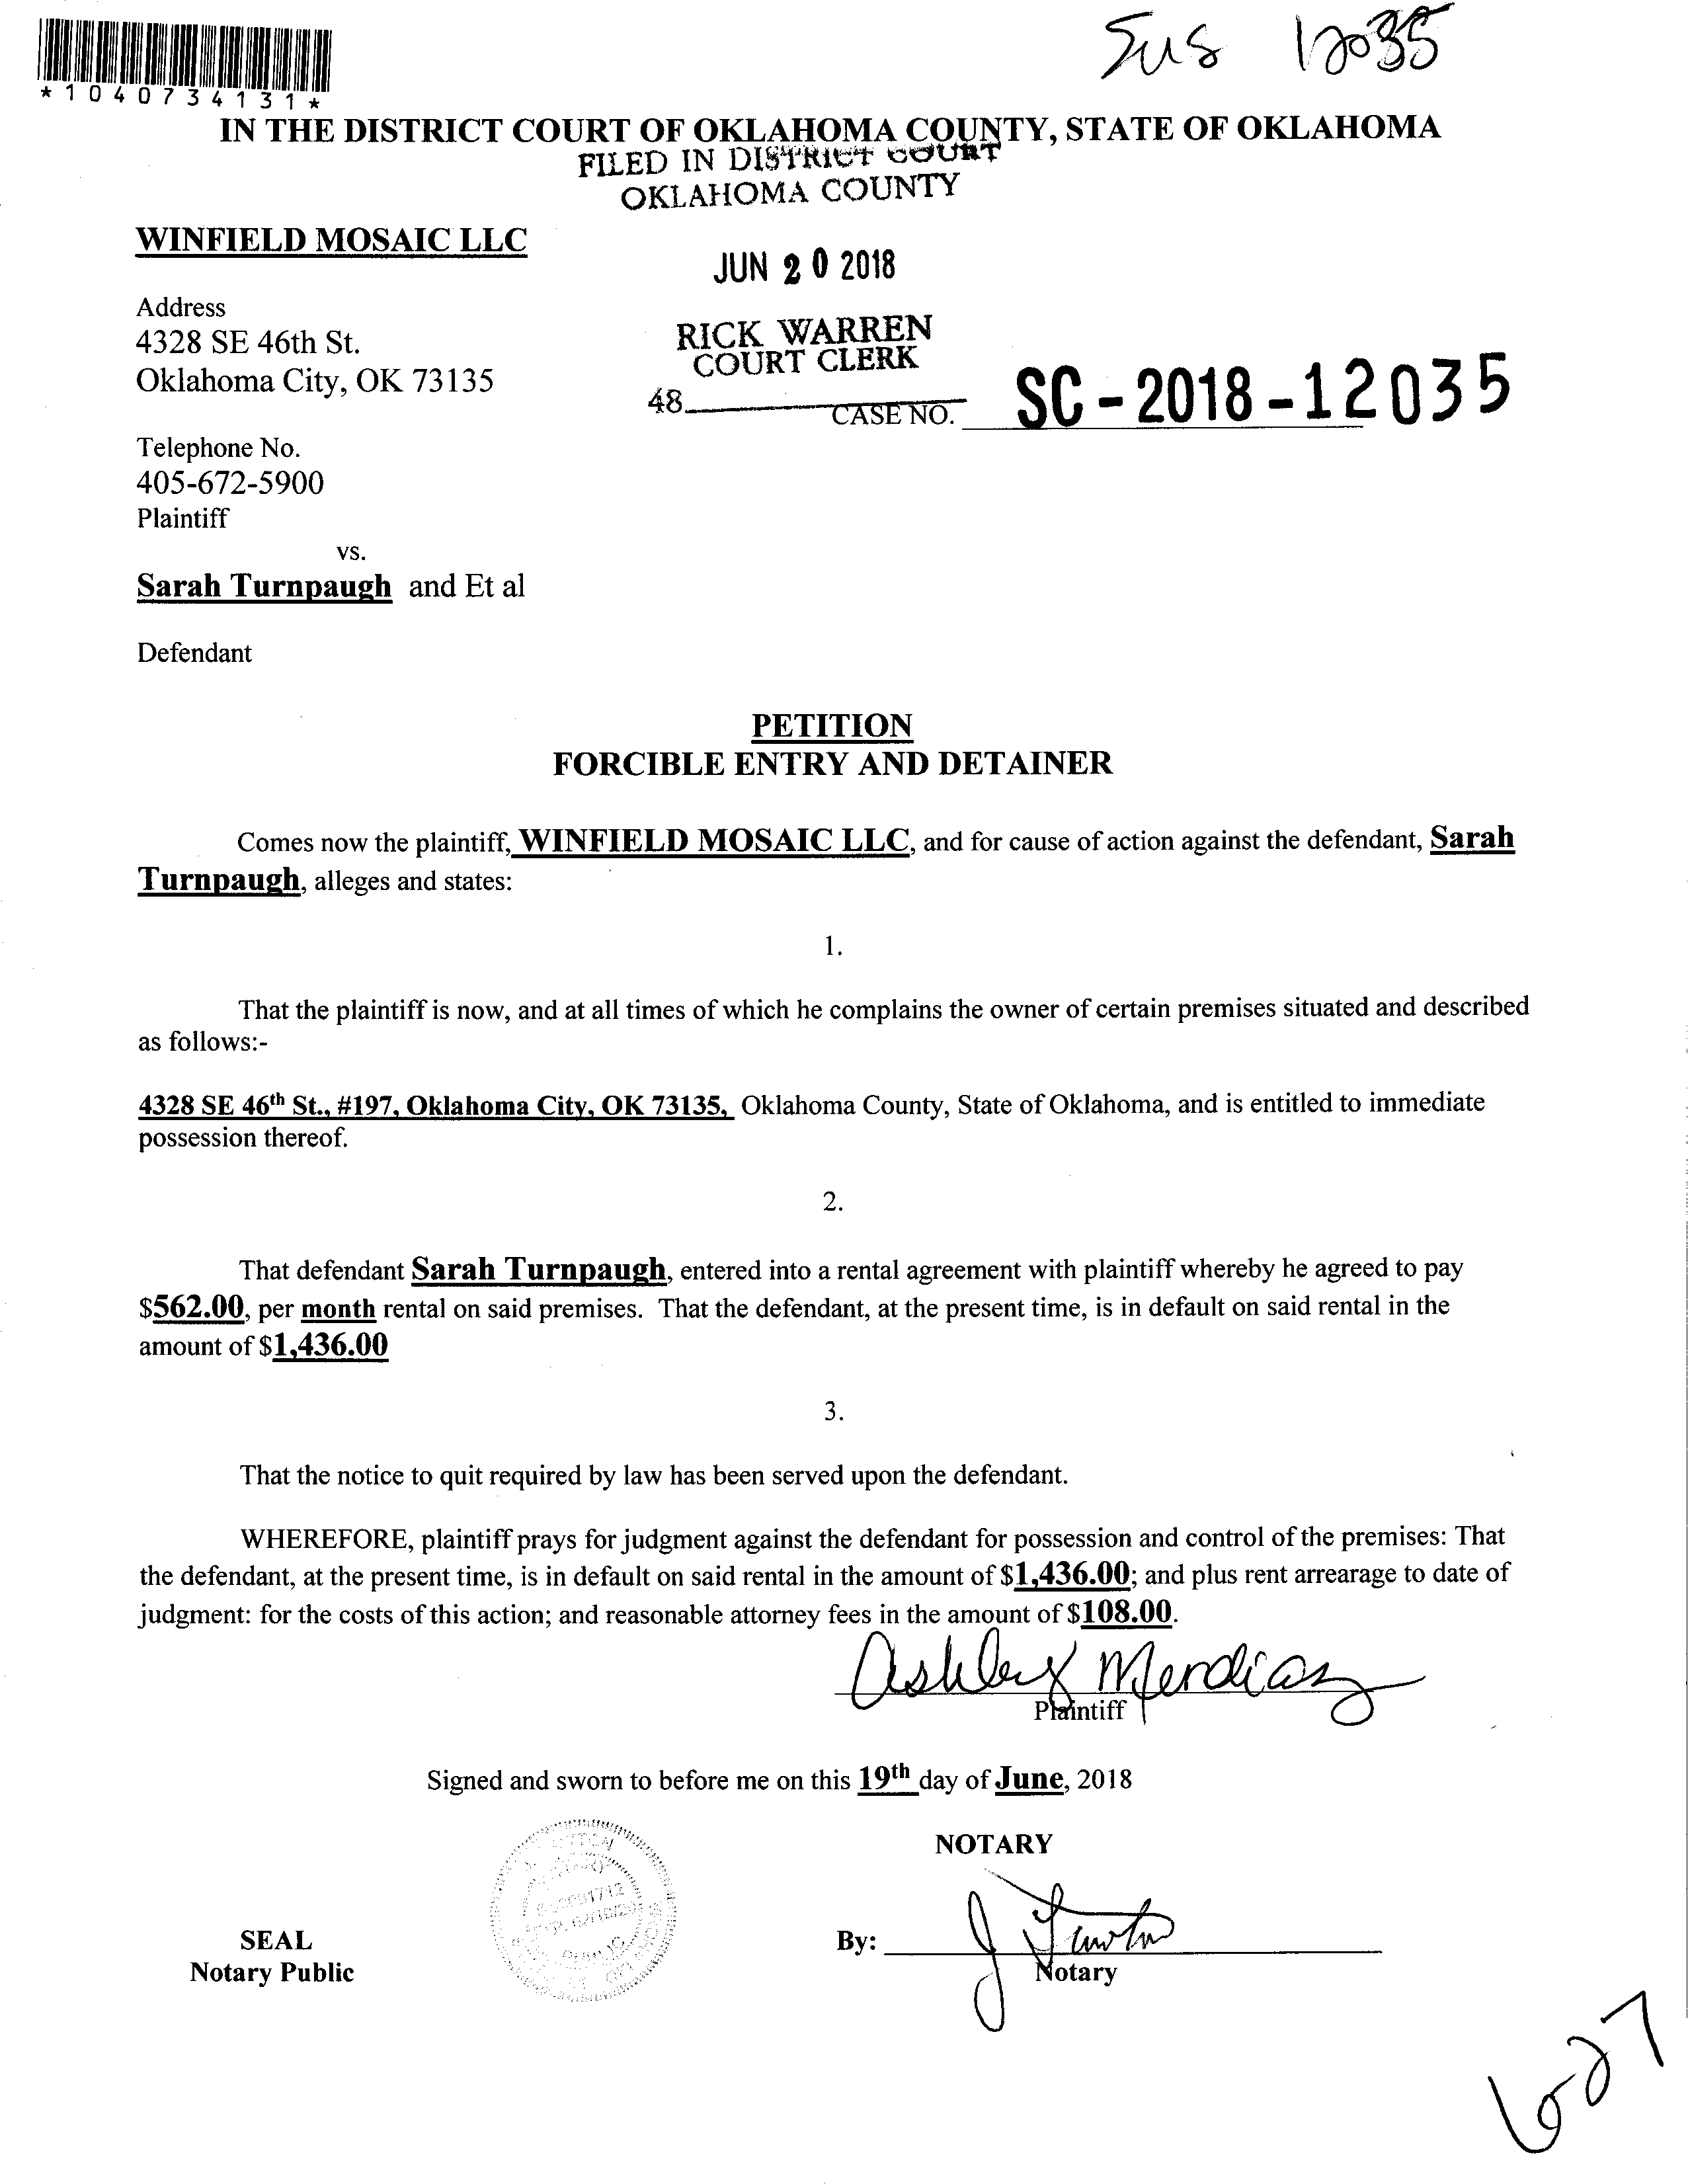 Sus 12035
*1040734131*
IN THE DISTRICT COURT OF OKLAHOMA COUNTY, STATE OF OKLAHOMA
FILED IN DISTRICT COURT
OKLAHOMA COUNTY
WINFIELD MOSAIC LLC
JUN 20 2018
Address
4328 SE 46th St.
Oklahoma City, OK 73135
RICK WARREN
COURT CLERK
48
CASE NO. SC-2018-12035
Telephone No.
405-672-5900
Plaintiff
vs.
Sarah Turnpaugh and Et al
Defendant
PETITION
FORCIBLE ENTRY AND DETAINER
Comes now the plaintiff, WINFIELD MOSAIC LLC, and for cause of action against the defendant, Sarah
Turnpaugh, alleges and states:
1.
That the plaintiff is now, and at all times of which he complains the owner of certain premises situated and described
as follows:-
4328 SE 46th St., #197, Oklahoma City, OK 73135, Oklahoma County, State of Oklahoma, and is entitled to immediate
possession thereof.
2.
That defendant Sarah Turnpaugh, entered into a rental agreement with plaintiff whereby he agreed to pay
$562.00, per month rental on said premises. That the defendant, at the present time, is in default on said rental in the
amount of $1,436.00
3.
That the notice to quit required by law has been served upon the defendant.
WHEREFORE, plaintiff prays for judgment against the defendant for possession and control of the premises: That
the defendant, at the present time, is in default on said rental in the amount of $1,436.00; and plus rent arrearage to date of
judgment: for the costs of this action; and reasonable attorney fees in the amount of $108.00.
Ashley Mendiaz
Plaintiff
Signed and sworn to before me on this 19th day of June, 2018
NOTARY
SEAL
Notary Public
By:
Notary
6-27